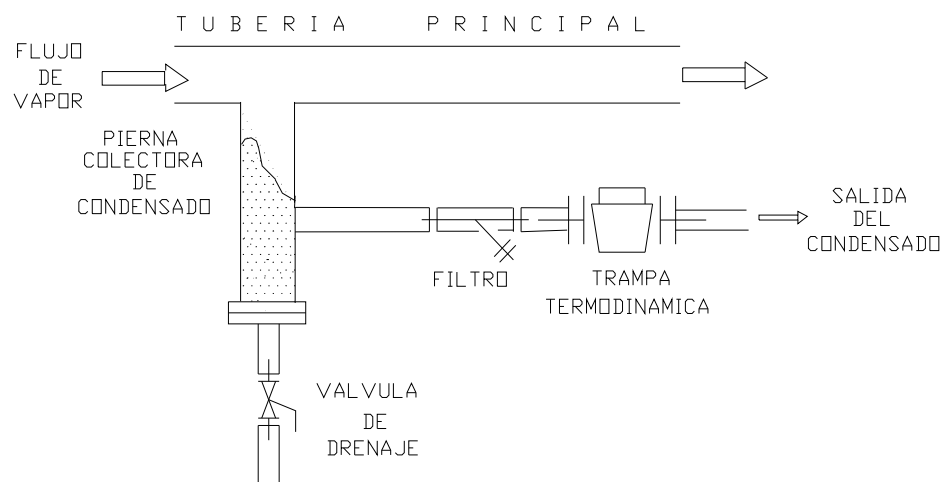 TUBERIA PRINCIPAL
FLUJO
DE
VAPOR
PIERNA
COLECTORA
DE
CONDENSADO
SALIDA
DEL
CONDENSADO
FILTRO
TRAMPA
TERMODINAMICA
VALVULA
DE
DRENAJE